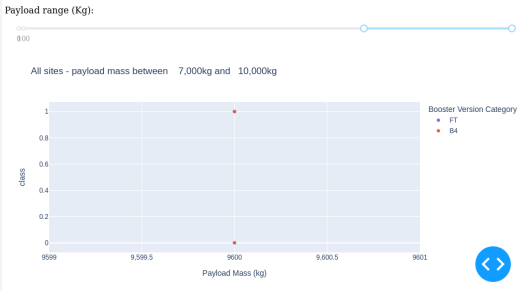 Payload range (Kg):
All sites - payload mass between 7,000kg and 10,000kg
Booster Version Category
FT
B4
1
0.8
0.6
0.4
0.2
0
class
9599
9,599.5
9600
9,600.5
9601
Payload Mass (kg)